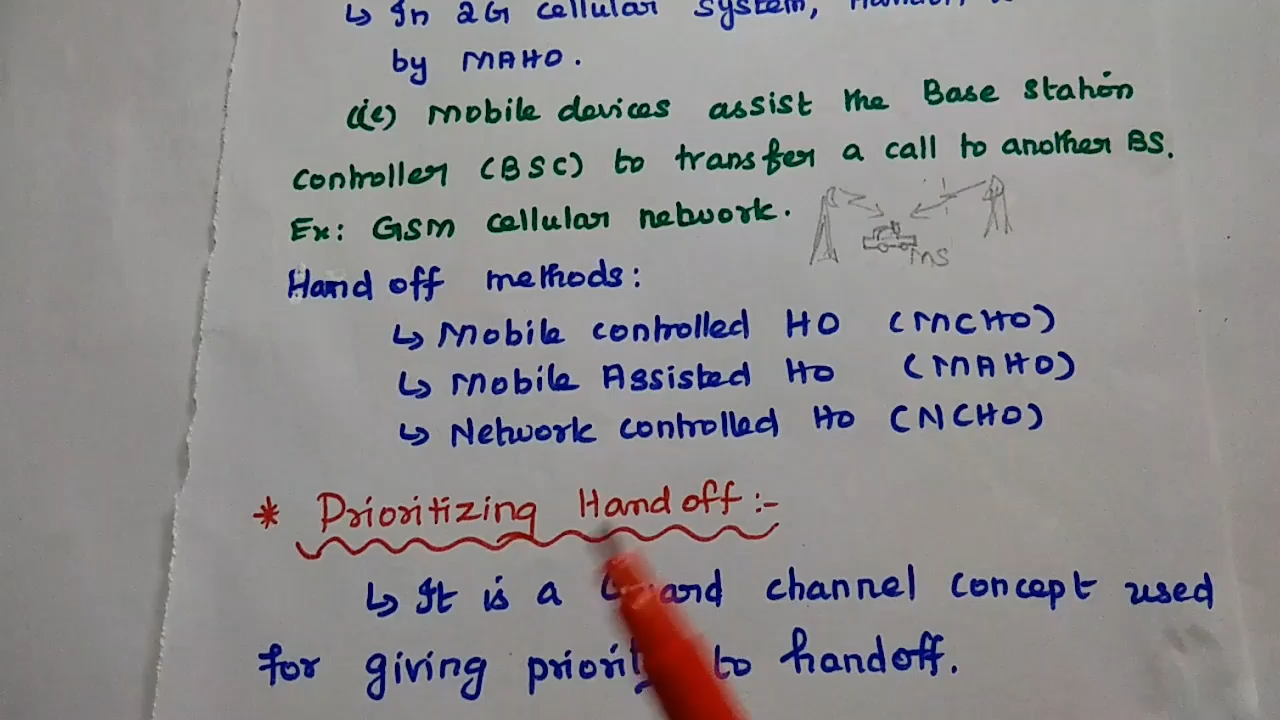 ↳ In 2G cellular system,
by MAHO.
(ie) Mobile devices assist the Base Station
controller (BSC) to transfer a call to another BS.
Ex: GSM cellular network.
MS
Hand off methods:
↳ Mobile controlled HO (MCHO)
↳ Mobile Assisted HO (MAHO)
↳ Network controlled HO (NCHO)
* Prioritizing Hand off :-
↳ It is a Guard channel concept used
for giving priority to handoff.